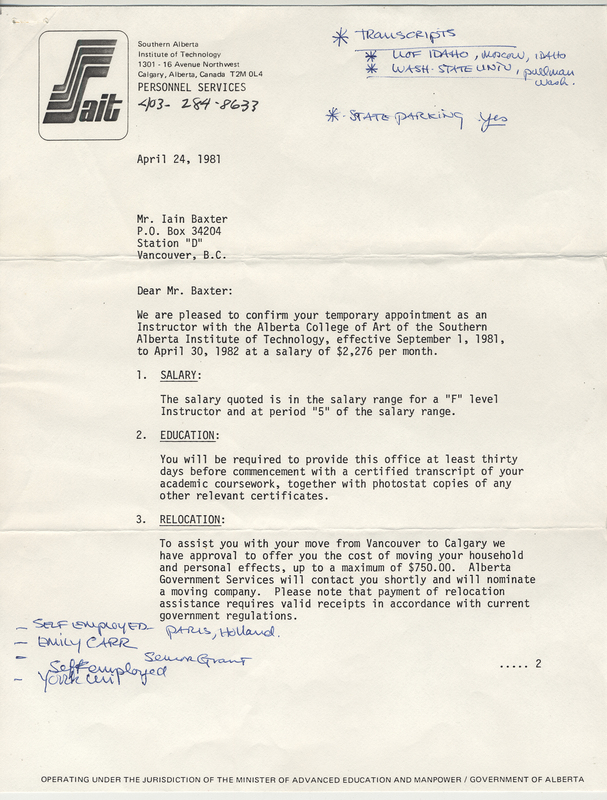 Sait
Southern Alberta
Institute of Technology
1301 - 16 Avenue Northwest
Calgary, Alberta, Canada T2M 0L4
PERSONNEL SERVICES
403- 284-8633
* TRANSCRIPTS
* U OF IDAHO, MOSCOW, IDAHO
* WASH. STATE UNIV, pullman
Wash.
* STATE PARKING yes
April 24, 1981
Mr. Iain Baxter
P.O. Box 34204
Station "D"
Vancouver, B.C.
Dear Mr. Baxter:
We are pleased to confirm your temporary appointment as an
Instructor with the Alberta College of Art of the Southern
Alberta Institute of Technology, effective September 1, 1981,
to April 30, 1982 at a salary of $2,276 per month.
1. SALARY:
The salary quoted is in the salary range for a "F" level
Instructor and at period "5" of the salary range.
2. EDUCATION:
You will be required to provide this office at least thirty
days before commencement with a certified transcript of your
academic coursework, together with photostat copies of any
other relevant certificates.
3. RELOCATION:
To assist you with your move from Vancouver to Calgary we
have approval to offer you the cost of moving your household
and personal effects, up to a maximum of $750.00. Alberta
Government Services will contact you shortly and will nominate
a moving company. Please note that payment of relocation
assistance requires valid receipts in accordance with current
government regulations.
- SELF EMPLOYED - PARIS, Holland.
- EMILY CARR
- Self employed Senior Grant
- York Uni
..... 2
OPERATING UNDER THE JURISDICTION OF THE MINISTER OF ADVANCED EDUCATION AND MANPOWER / GOVERNMENT OF ALBERTA